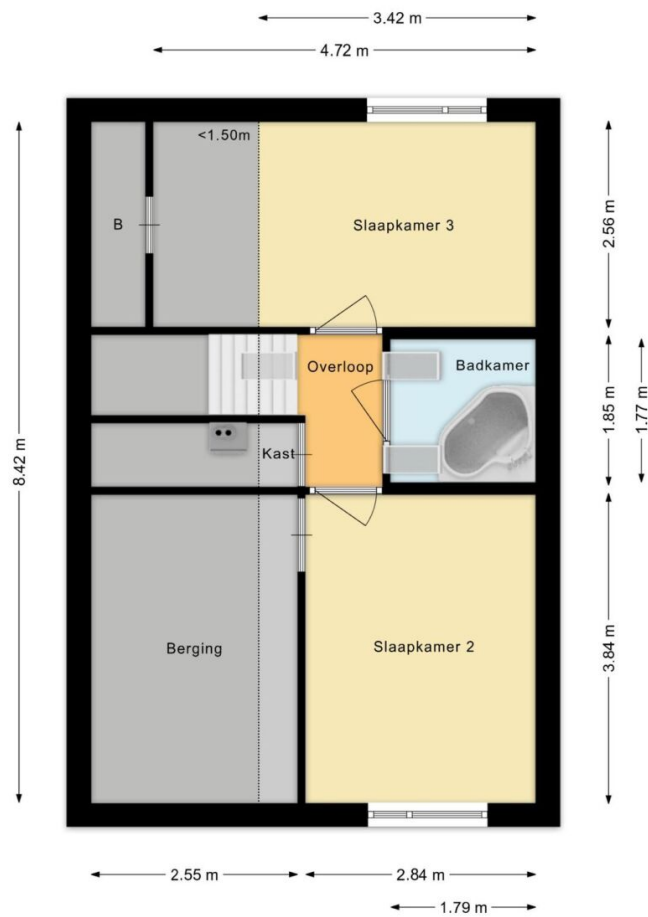 3.42 m
4.72 m
<1.50m
B
Slaapkamer 3
2.56 m
Overloop
Badkamer
1.85 m
1.77 m
8.42 m
Kast
Berging
Slaapkamer 2
3.84 m
2.55 m
2.84 m
1.79 m